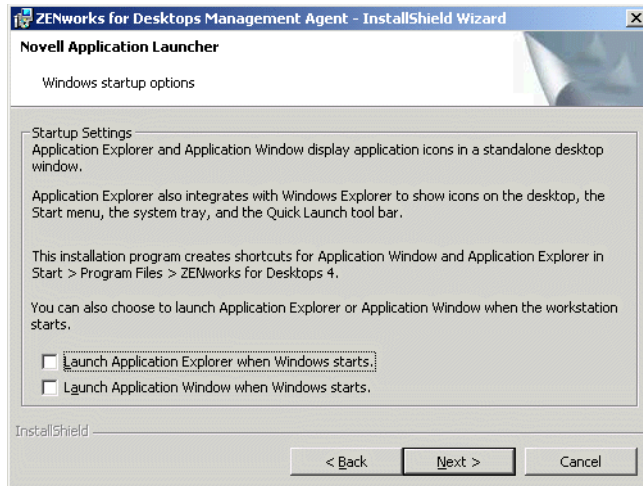 ZENworks for Desktops Management Agent - InstallShield Wizard
Novell Application Launcher
Windows startup options
Startup Settings
Application Explorer and Application Window display application icons in a standalone desktop
window.
Application Explorer also integrates with Windows Explorer to show icons on the desktop, the
Start menu, the system tray, and the Quick Launch tool bar.
This installation program creates shortcuts for Application Window and Application Explorer in
Start > Program Files > ZENworks for Desktops 4.
You can also choose to launch Application Explorer or Application Window when the workstation
starts.
Launch Application Explorer when Windows starts.
Launch Application Window when Windows starts.
InstallShield
< Back Next > Cancel